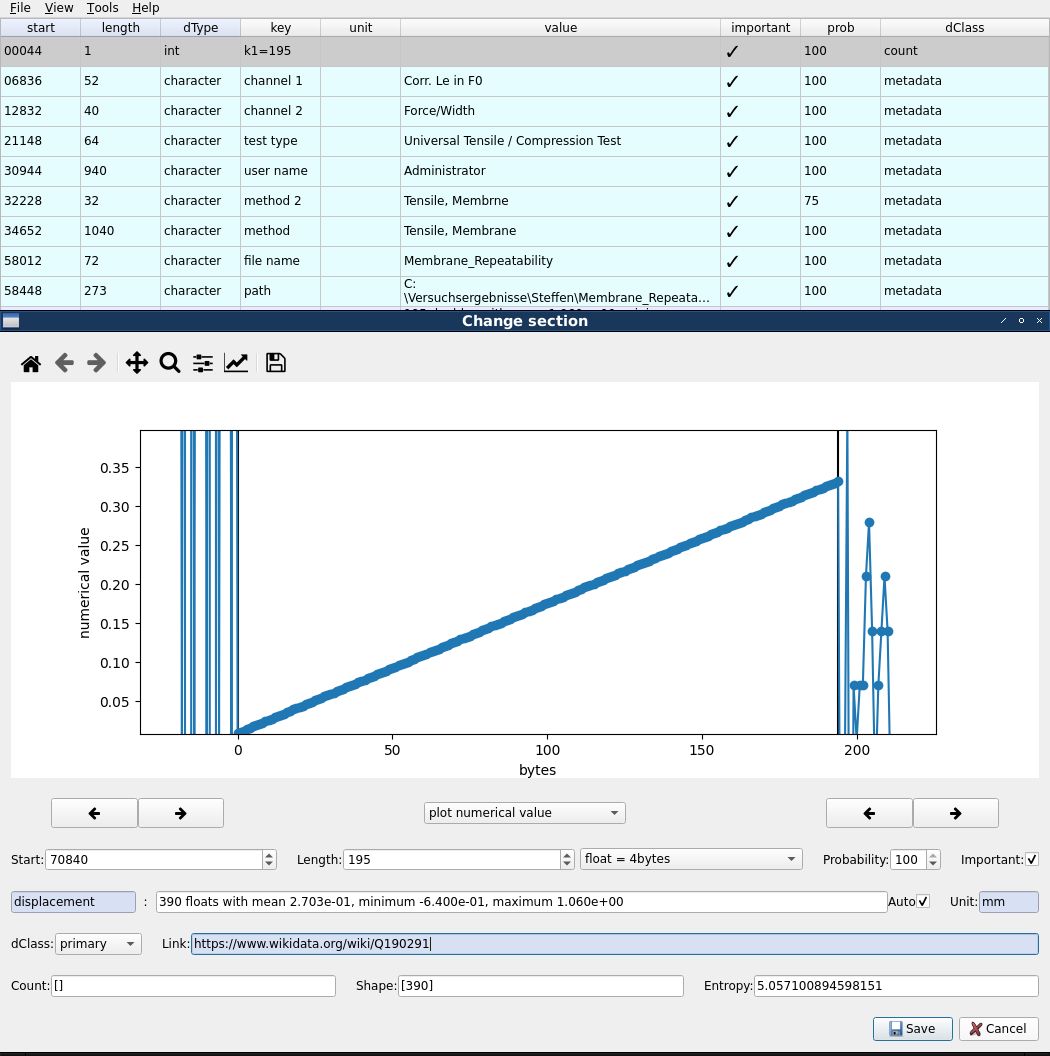 File View Tools Help
start length dType key unit value important prob dClass
00044 1 int k1=195 ✓ 100 count
06836 52 character channel 1 Corr. Le in F0 ✓ 100 metadata
12832 40 character channel 2 Force/Width ✓ 100 metadata
21148 64 character test type Universal Tensile / Compression Test ✓ 100 metadata
30944 940 character user name Administrator ✓ 100 metadata
32228 32 character method 2 Tensile, Membrne ✓ 75 metadata
34652 1040 character method Tensile, Membrane ✓ 100 metadata
58012 72 character file name Membrane_Repeatability ✓ 100 metadata
58448 273 character path C:
\Versuchsergebnisse\Steffen\Membrane_Repeata... ✓ 100 metadata
Change section
numerical value
0.35
0.30
0.25
0.20
0.15
0.10
0.05
0 50 100 150 200
bytes
plot numerical value
Start: 70840 Length: 195 float = 4bytes Probability: 100 Important: ✓
displacement : 390 floats with mean 2.703e-01, minimum -6.400e-01, maximum 1.060e+00 Auto ✓ Unit: mm
dClass: primary Link: https://www.wikidata.org/wiki/Q190291
Count: [] Shape: [390] Entropy: 5.057100894598151
Save Cancel